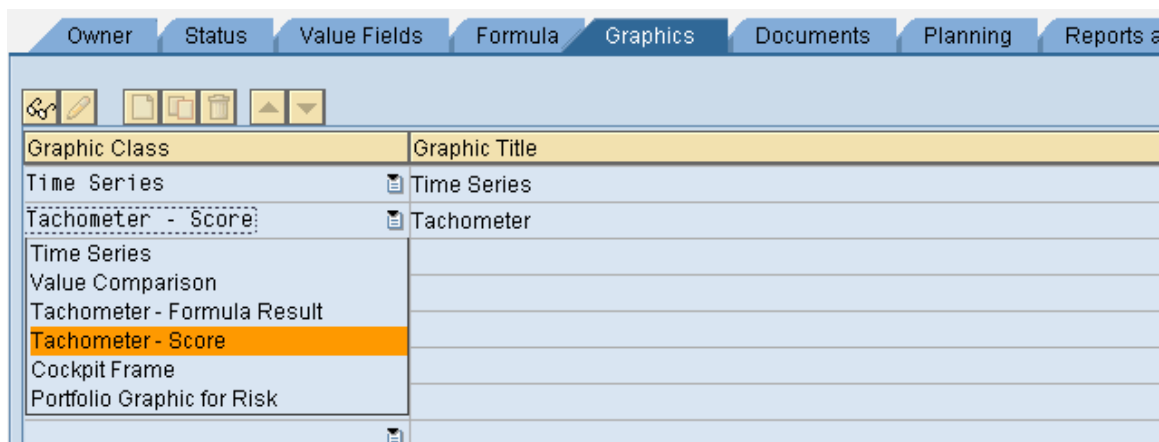 Owner Status Value Fields Formula Graphics Documents Planning Reports a
Graphic Class Graphic Title
Time Series Time Series
Tachometer - Score Tachometer
Time Series
Value Comparison
Tachometer - Formula Result
Tachometer - Score
Cockpit Frame
Portfolio Graphic for Risk